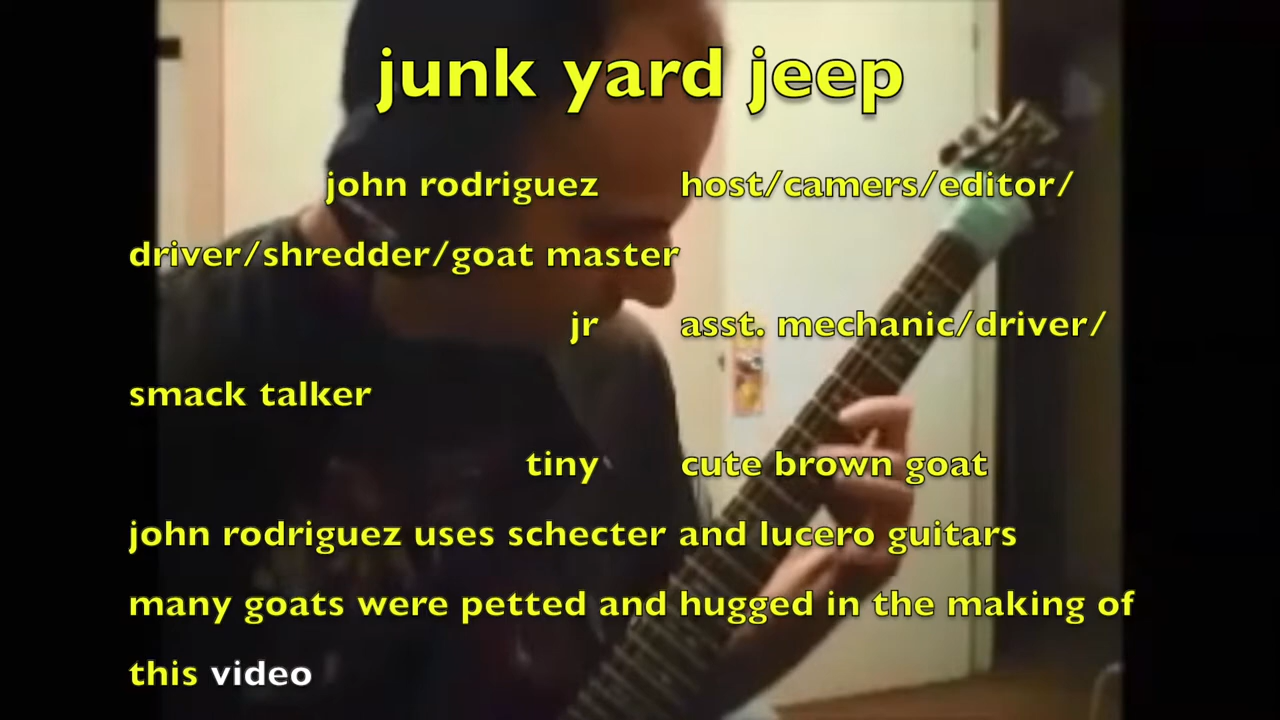 junk yard jeep
john rodriguez host/camers/editor/
driver/shredder/goat master
jr asst. mechanic/driver/
smack talker
tiny cute brown goat
john rodriguez uses schecter and lucero guitars
many goats were petted and hugged in the making of
this video